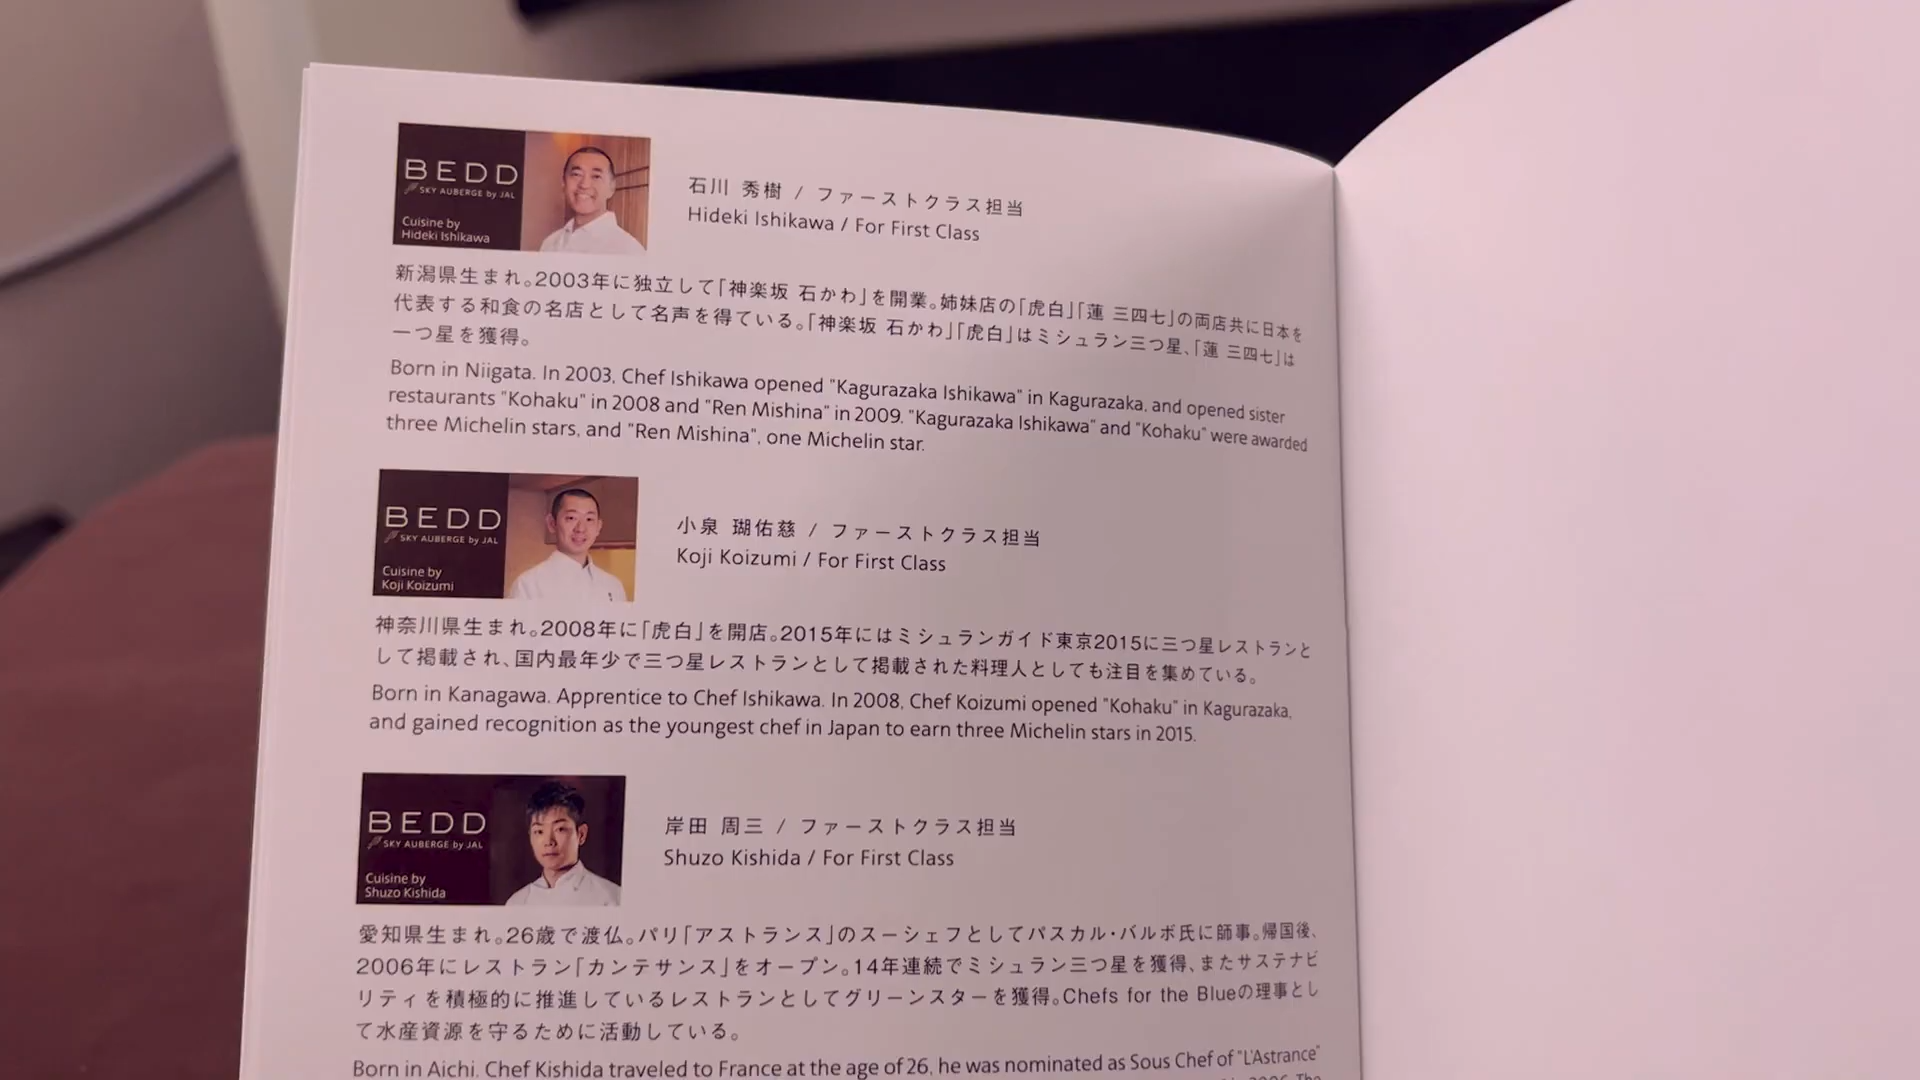 BEDD
SKY AUBERGE by JAL
Cuisine by
Hideki Ishikawa
石川 秀樹 / ファーストクラス担当
Hideki Ishikawa / For First Class
新潟県生まれ。2003年に独立して「神楽坂 石かわ」を開業。姉妹店の「虎白」「蓮 三四七」の両店共に日本を
代表する和食の名店として名声を得ている。「神楽坂 石かわ」「虎白」はミシュラン三つ星、「蓮 三四七」は
一つ星を獲得。
Born in Niigata. In 2003, Chef Ishikawa opened "Kagurazaka Ishikawa" in Kagurazaka, and opened sister
restaurants "Kohaku" in 2008 and "Ren Mishina" in 2009. "Kagurazaka Ishikawa" and "Kohaku" were awarded
three Michelin stars, and "Ren Mishina", one Michelin star.
BEDD
SKY AUBERGE by JAL
Cuisine by
Koji Koizumi
小泉 瑚佑慈 / ファーストクラス担当
Koji Koizumi / For First Class
神奈川県生まれ。2008年に「虎白」を開店。2015年にはミシュランガイド東京2015に三つ星レストランと
して掲載され、国内最年少で三つ星レストランとして掲載された料理人としても注目を集めている。
Born in Kanagawa. Apprentice to Chef Ishikawa. In 2008, Chef Koizumi opened "Kohaku" in Kagurazaka,
and gained recognition as the youngest chef in Japan to earn three Michelin stars in 2015.
BEDD
SKY AUBERGE by JAL
Cuisine by
Shuzo Kishida
岸田 周三 / ファーストクラス担当
Shuzo Kishida / For First Class
愛知県生まれ。26歳で渡仏。パリ「アストランス」のスーシェフとしてパスカル・バルボ氏に師事。帰国後、
2006年にレストラン「カンテサンス」をオープン。14年連続でミシュラン三つ星を獲得、またサステナビ
リティを積極的に推進しているレストランとしてグリーンスターを獲得。Chefs for the Blueの理事とし
て水産資源を守るために活動している。
Born in Aichi. Chef Kishida traveled to France at the age of 26, he was nominated as Sous Chef of "L'Astrance"